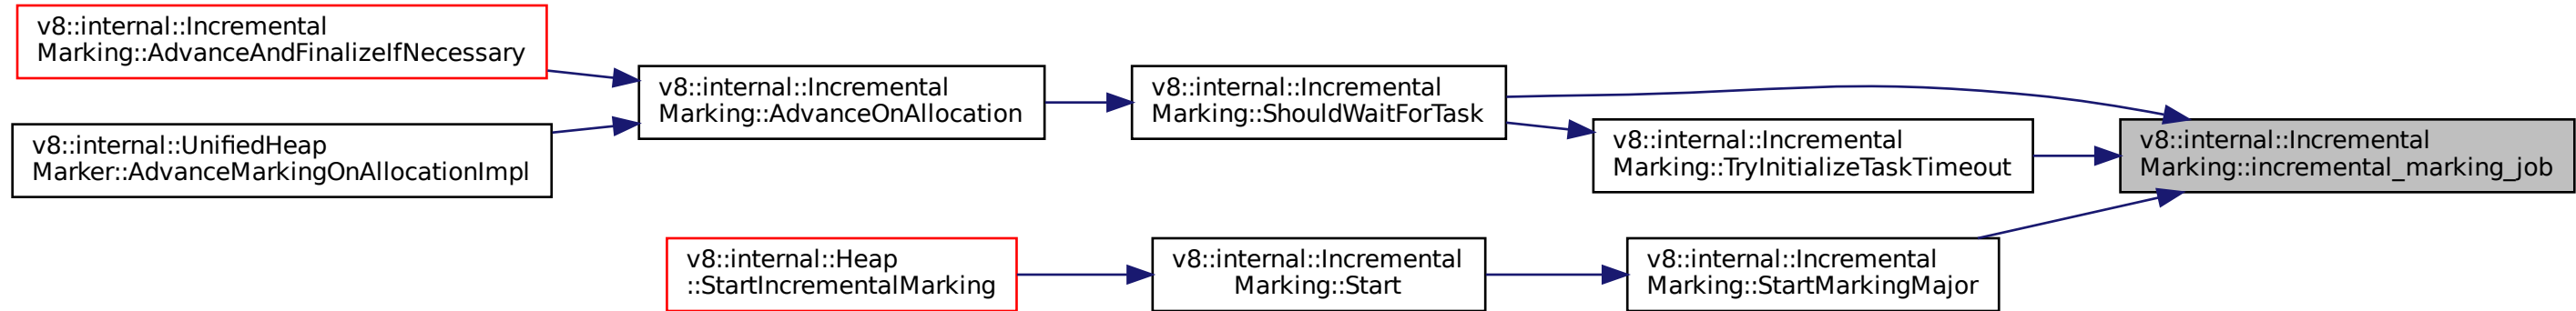 v8::internal::Incremental
Marking::AdvanceAndFinalizeIfNecessary
v8::internal::UnifiedHeap
Marker::AdvanceMarkingOnAllocationImpl
v8::internal::Incremental
Marking::AdvanceOnAllocation
v8::internal::Incremental
Marking::ShouldWaitForTask
v8::internal::Incremental
Marking::TryInitializeTaskTimeout
v8::internal::Incremental
Marking::incremental_marking_job
v8::internal::Heap
::StartIncrementalMarking
v8::internal::Incremental
Marking::Start
v8::internal::Incremental
Marking::StartMarkingMajor